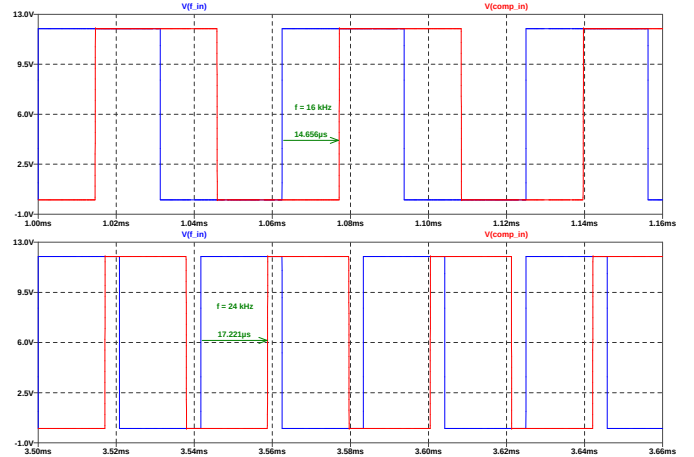 V(f_in) V(comp_in)
13.0V
9.5V
6.0V
2.5V
-1.0V
f = 16 kHz
14.656µs
1.00ms 1.02ms 1.04ms 1.06ms 1.08ms 1.10ms 1.12ms 1.14ms 1.16ms
V(f_in) V(comp_in)
13.0V
9.5V
6.0V
2.5V
-1.0V
f = 24 kHz
17.221µs
3.50ms 3.52ms 3.54ms 3.56ms 3.58ms 3.60ms 3.62ms 3.64ms 3.66ms